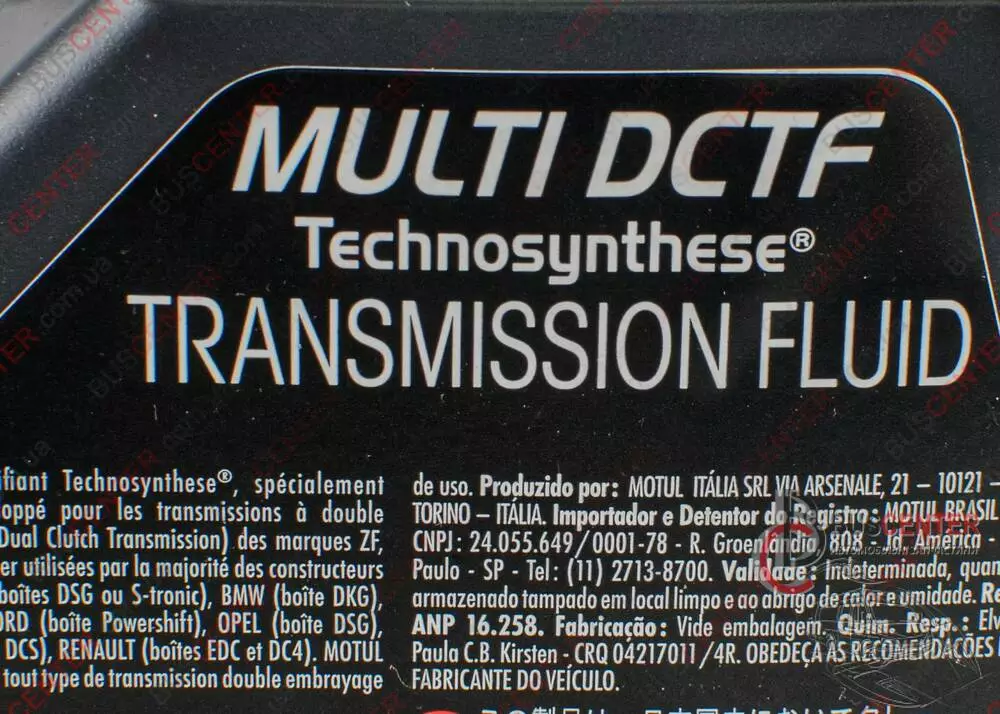 MULTI DCTF
Technosynthese®
TRANSMISSION FLUID
fiant Technosynthese®, spécialement
oppé pour les transmissions à double
Dual Clutch Transmission) des marques ZF,
er utilisées par la majorité des constructeurs
boîtes DSG ou S-tronic), BMW (boîte DKG),
ORD (boîte Powershift), OPEL (boîte DSG),
DCS), RENAULT (boîtes EDC et DC4). MOTUL
tout type de transmission double embrayage
de uso. Produzido por: MOTUL ITÁLIA SRL VIA ARSENALE, 21 – 10121 –
TORINO – ITÁLIA. Importador e Detentor do Registro: MOTUL BRASIL
CNPJ: 24.055.649/0001-78 - R. 808 - Jd. América -
Paulo - SP - Tel: (11) 2713-8700. Validade: Indeterminada, quan
armazenado tampado em local limpo e ao abrigo de calor e umidade. Re
ANP 16.258. Fabricação: Vide embalagem. Quím. Resp.: Elv
Paula C.B. Kirsten - CRQ 04217011/4R. OBEDEÇA AS RECOMENDAÇÕES
FABRICANTE DO VEÍCULO.
BUSCENTER
АВТОМОБІЛЬНІ ЗАПЧАСТИНИ